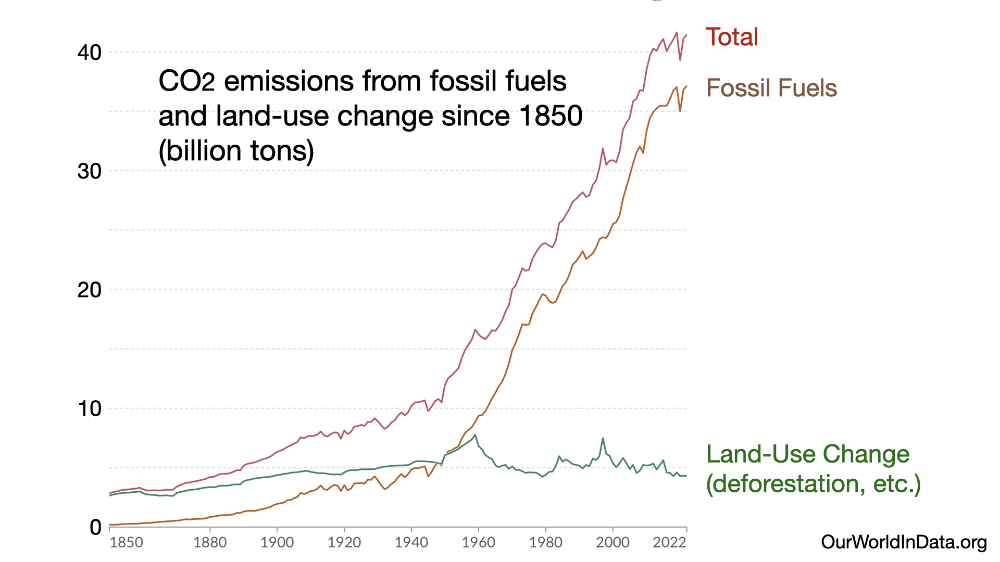 Total
40
CO2 emissions from fossil fuels
and land-use change since 1850
(billion tons)
Fossil Fuels
30
20
10
Land-Use Change
(deforestation, etc.)
0
1850 1880 1900 1920 1940 1960 1980 2000 2022
OurWorldInData.org